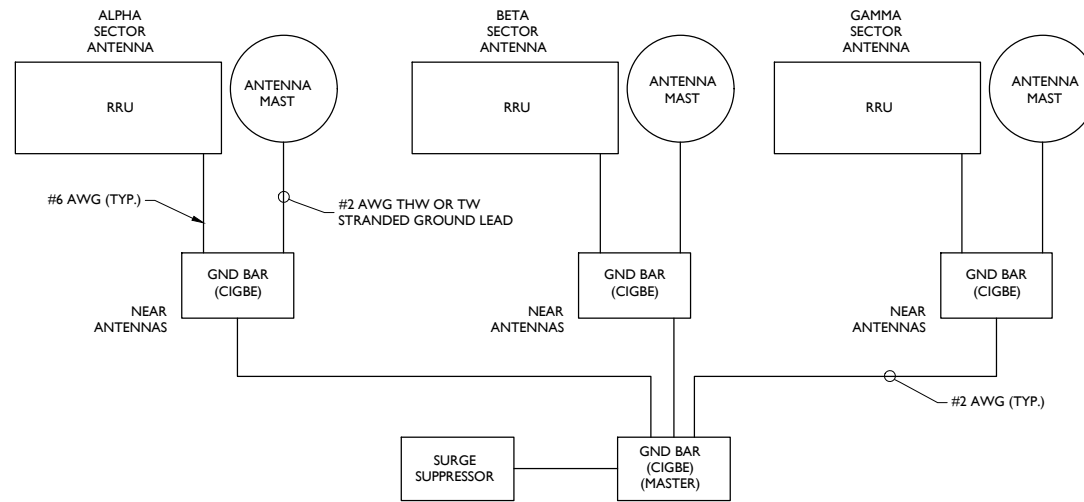 ALPHA
SECTOR
ANTENNA
BETA
SECTOR
ANTENNA
GAMMA
SECTOR
ANTENNA
RRU
ANTENNA
MAST
RRU
ANTENNA
MAST
RRU
ANTENNA
MAST
#6 AWG (TYP.)
#2 AWG THW OR TW
STRANDED GROUND LEAD
GND BAR
(CIGBE)
GND BAR
(CIGBE)
GND BAR
(CIGBE)
NEAR
ANTENNAS
NEAR
ANTENNAS
NEAR
ANTENNAS
#2 AWG (TYP.)
SURGE
SUPPRESSOR
GND BAR
(CIGBE)
(MASTER)